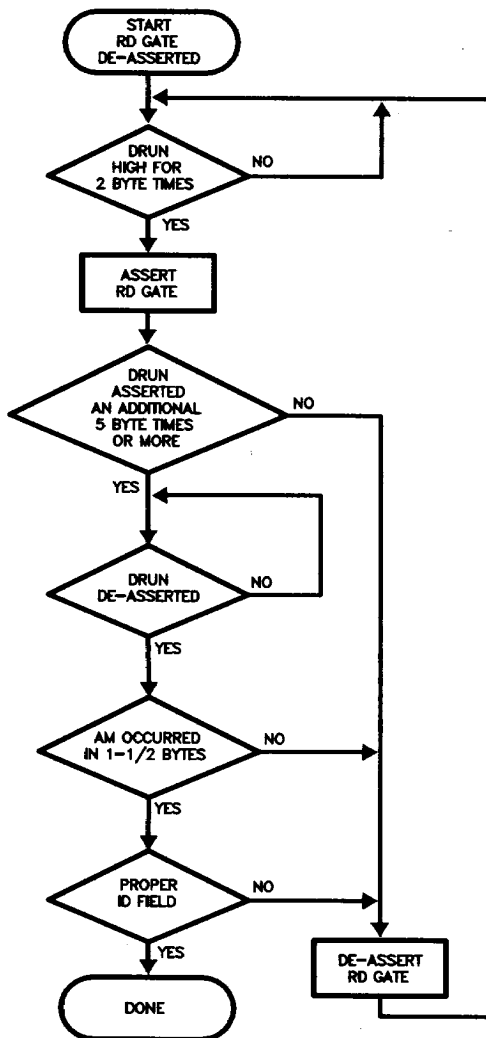 START
RD GATE
DE-ASSERTED
DRUN
HIGH FOR
2 BYTE TIMES
NO
YES
ASSERT
RD GATE
DRUN
ASSERTED
AN ADDITIONAL
5 BYTE TIMES
OR MORE
NO
YES
DRUN
DE-ASSERTED
NO
YES
AM OCCURRED
IN 1-1/2 BYTES
NO
YES
PROPER
ID FIELD
NO
YES
DE-ASSERT
RD GATE
DONE